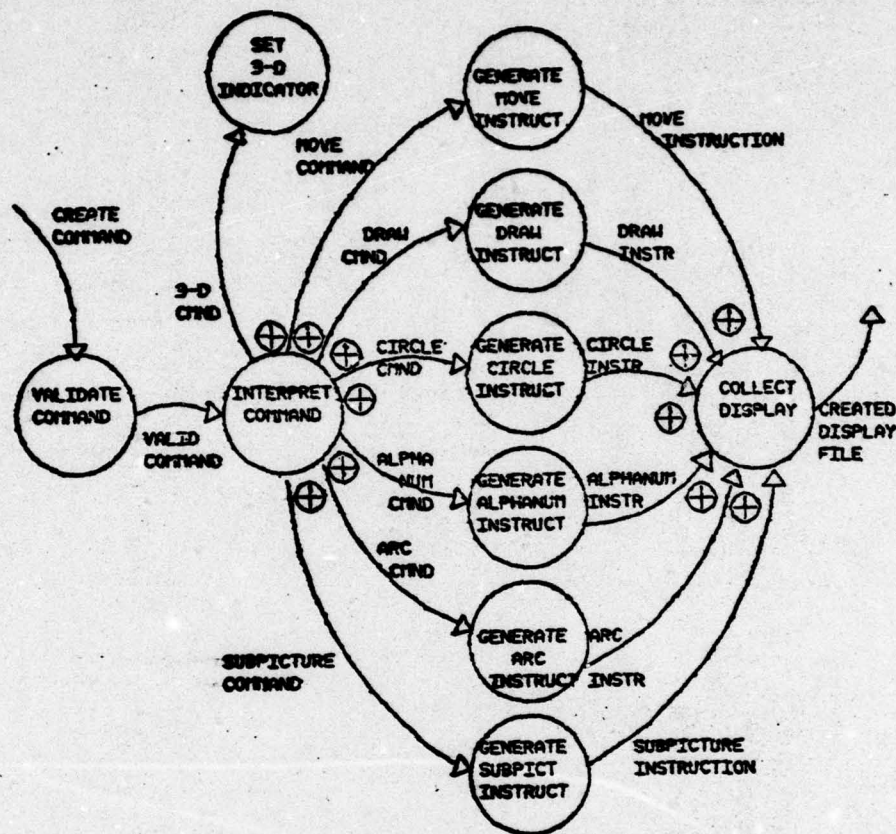 SET
3-D
INDICATOR
GENERATE
MOVE
INSTRUCT
MOVE
COMMAND
MOVE
INSTRUCTION
CREATE
COMMAND
DRAW
CMND
GENERATE
DRAW
INSTRUCT
DRAW
INSTR
3-D
CMND
CIRCLE
CMND
GENERATE
CIRCLE
INSTRUCT
CIRCLE
INSTR
VALIDATE
COMMAND
VALID
COMMAND
INTERPRET
COMMAND
COLLECT
DISPLAY
CREATED
DISPLAY
FILE
ALPHA
NUM
CMND
GENERATE
ALPHANUM
INSTRUCT
ALPHANUM
INSTR
ARC
CMND
GENERATE
ARC
INSTRUCT
ARC
INSTR
SUBPICTURE
COMMAND
GENERATE
SUBPICT
INSTRUCT
SUBPICTURE
INSTRUCTION